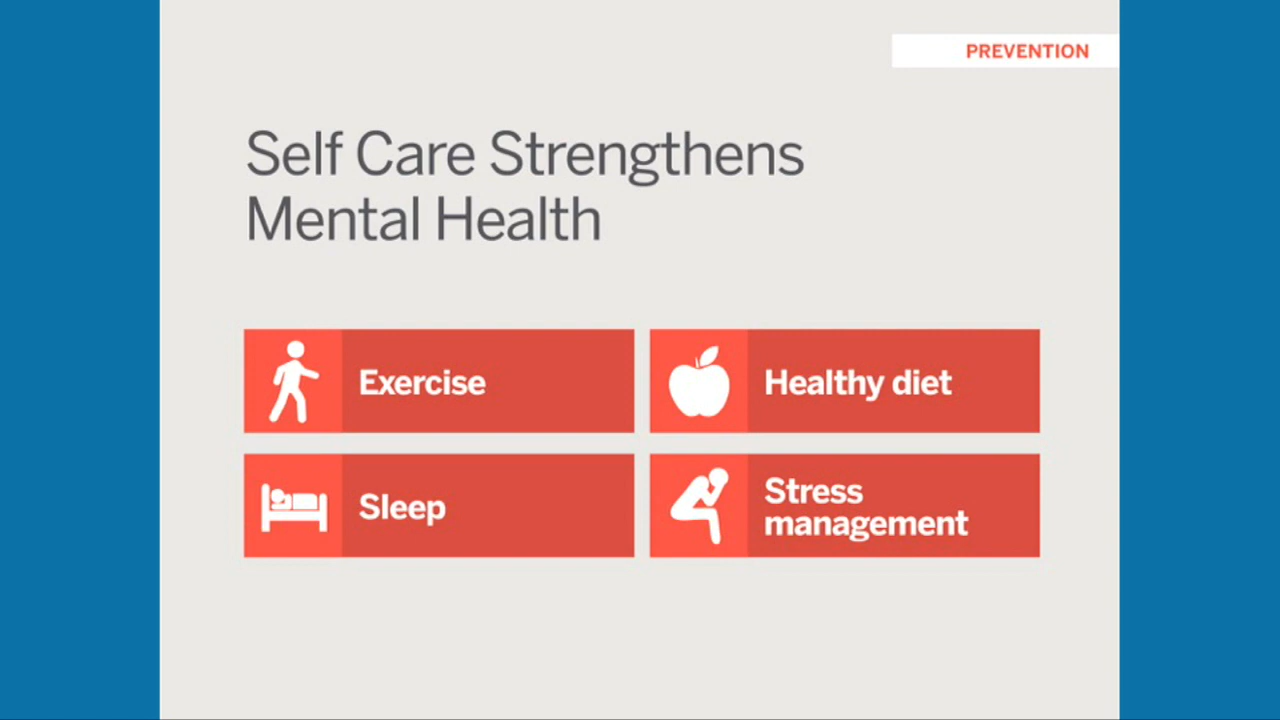 PREVENTION
Self Care Strengthens
Mental Health
Exercise
Healthy diet
Sleep
Stress
management